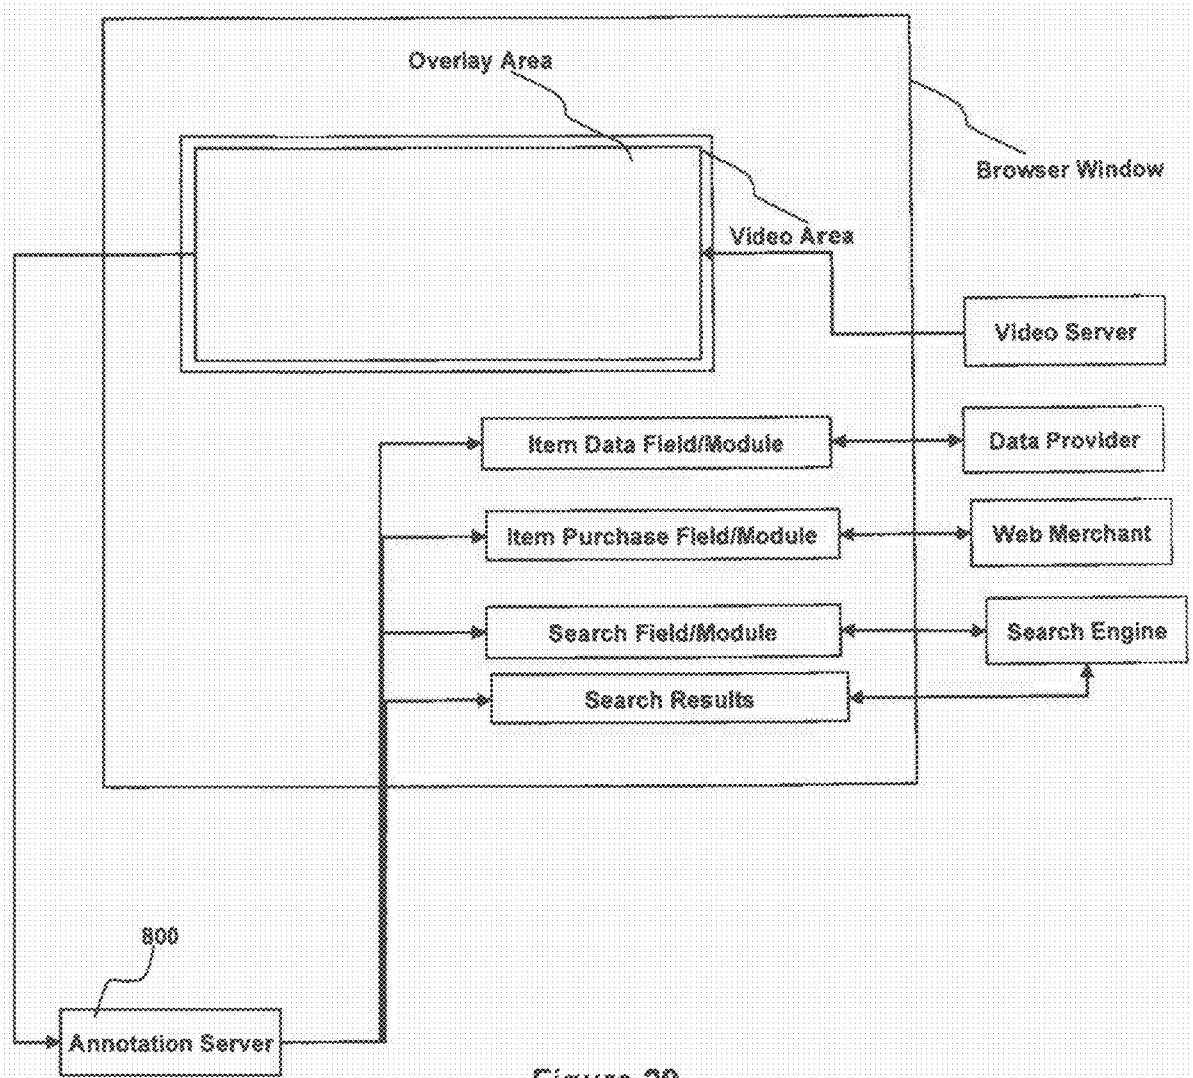 Overlay Area
Browser Window
Video Area
Video Server
Item Data Field/Module
Data Provider
Item Purchase Field/Module
Web Merchant
Search Field/Module
Search Engine
Search Results
800
Annotation Server
Figure